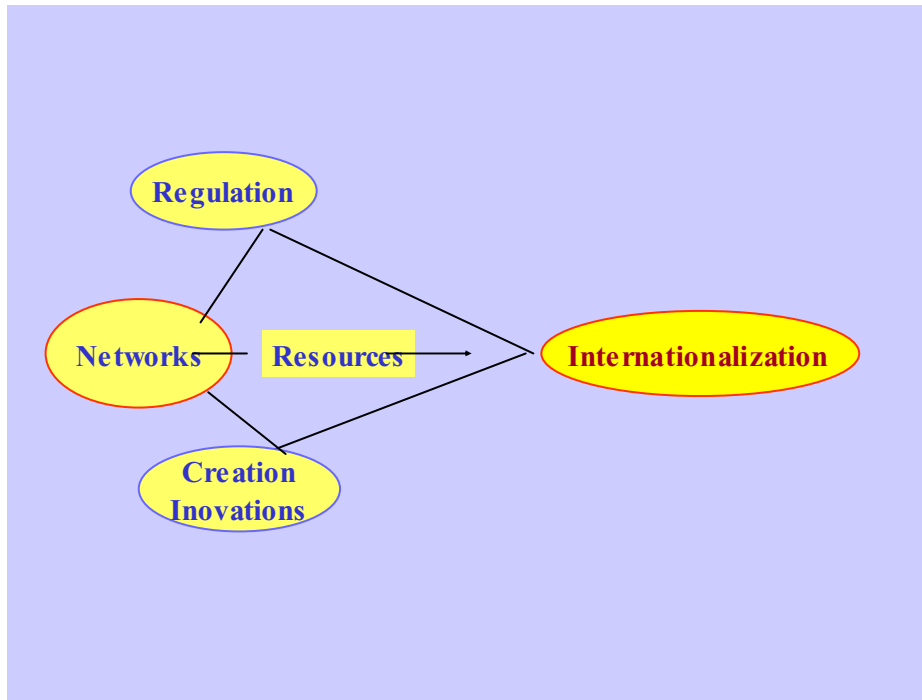 Regulation
Networks
Resources
Internationalization
Creation
Inovations